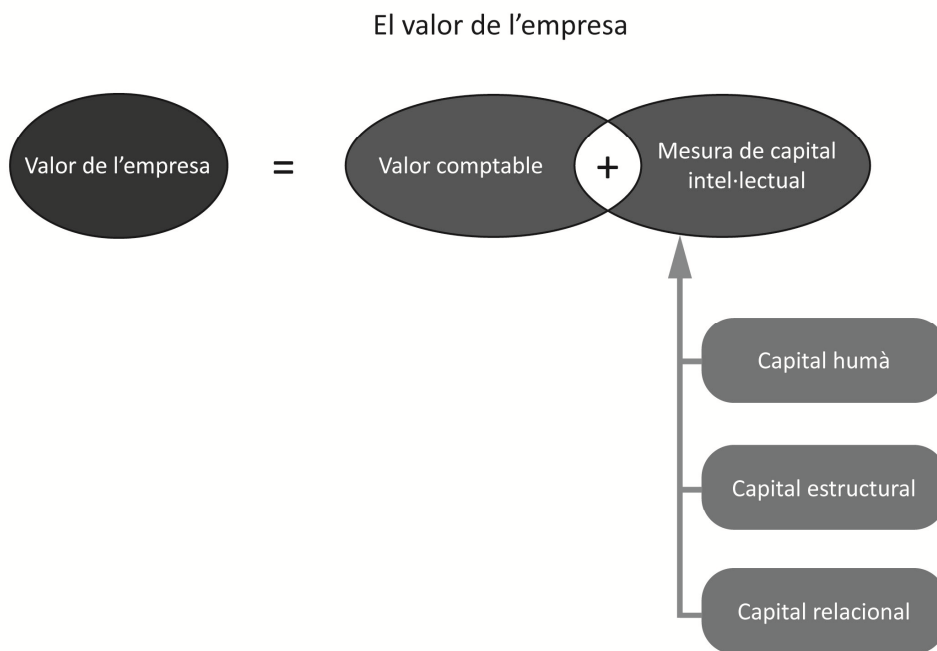 El valor de l’empresa
Valor de l’empresa
=
Valor comptable
+
Mesura de capital
intel·lectual
Capital humà
Capital estructural
Capital relacional